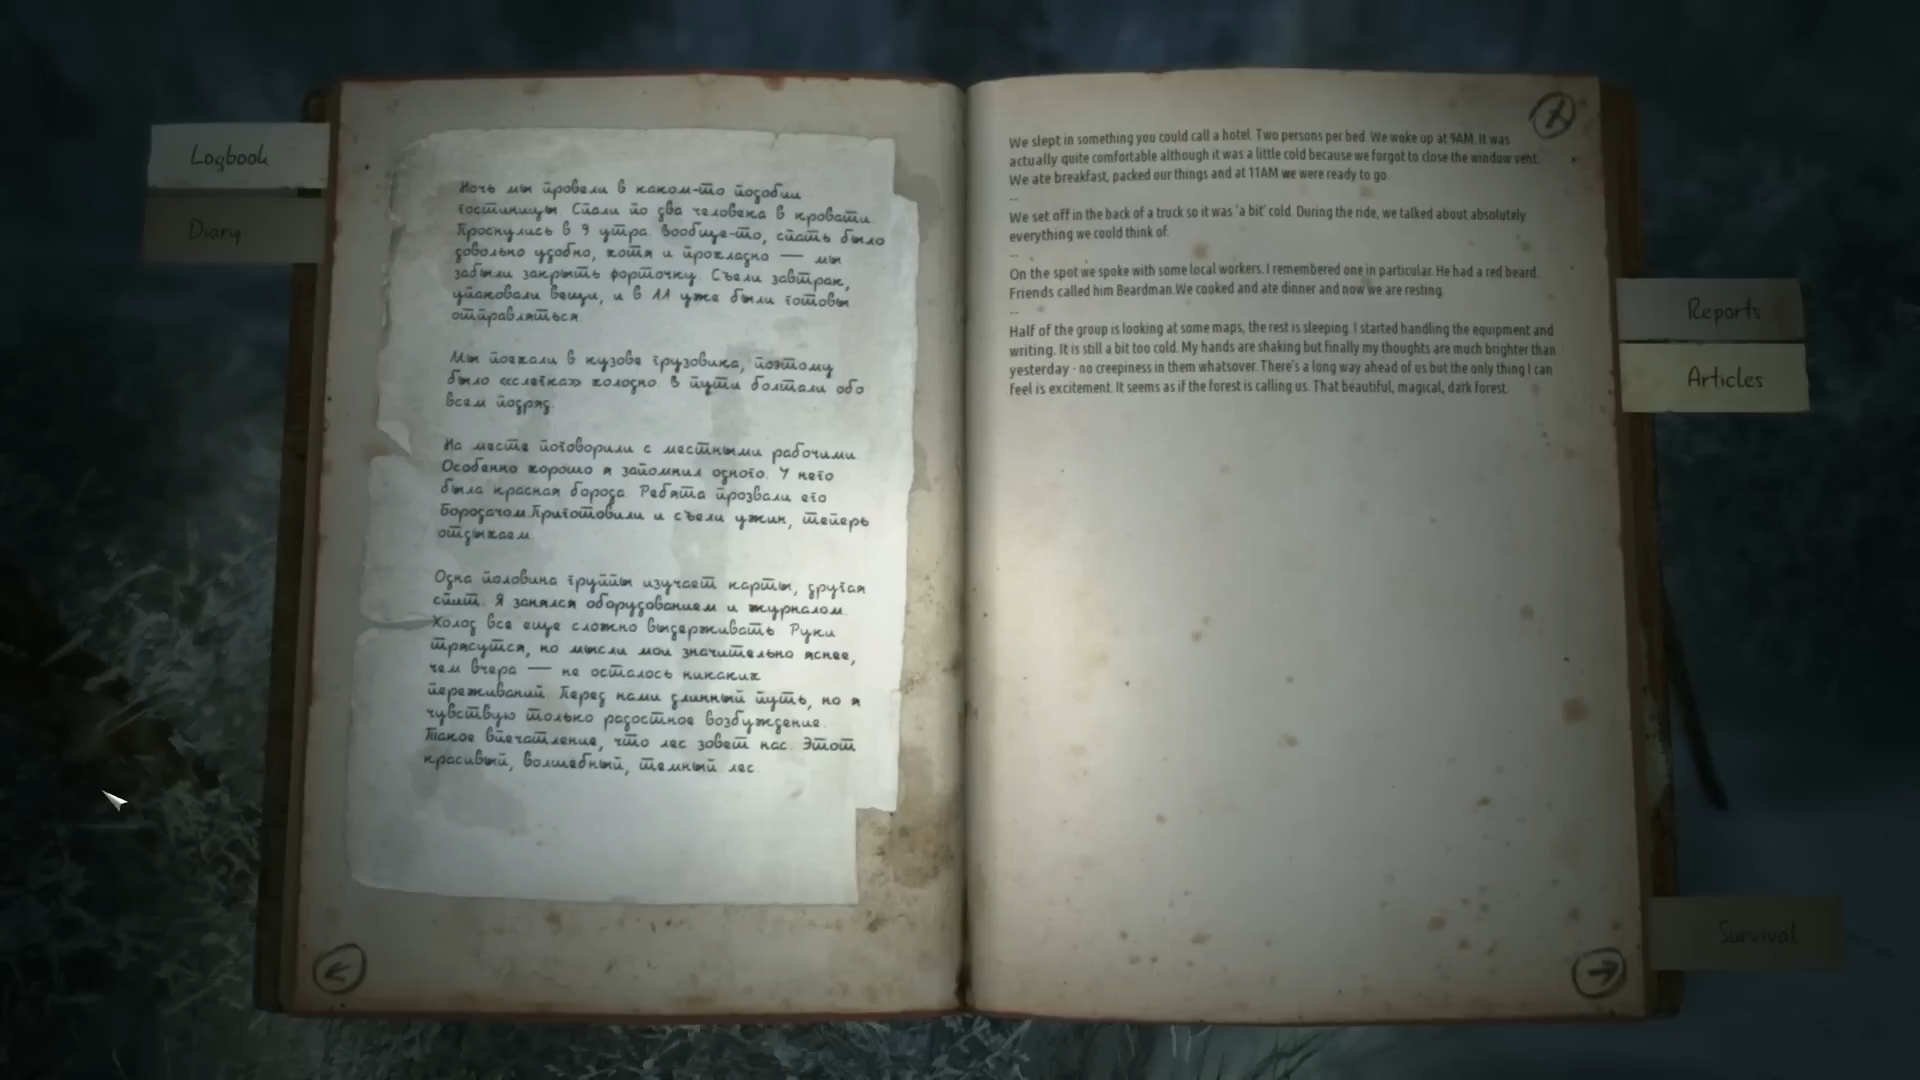 Logbook
Diary
Ночь мы провели в каком-то подобии
гостиницы. Спали по два человека в кровати.
Проснулись в 9 утра. Вообще-то, спать было
довольно удобно, хотя и прохладно — мы
забыли закрыть форточку. Съели завтрак,
упаковали вещи, и в 11 уже были готовы
отправляться.
Мы поехали в кузове грузовика, поэтому
было «слегка» холодно. В пути болтали обо
всем подряд.
На месте поговорили с местными рабочими.
Особенно хорошо я запомнил одного. У него
была красная борода. Ребята прозвали его
Бородачом.Приготовили и съели ужин, теперь
отдыхаем.
Одна половина группы изучает карты, другая
спит. Я занялся оборудованием и журналом.
Холод все еще сложно выдерживать. Руки
трясутся, но мысли мои значительно яснее,
чем вчера — не осталось никаких
переживаний. Перед нами длинный путь, но я
чувствую только радостное возбуждение.
Такое впечатление, что лес зовет нас. Этот
красивый, волшебный, темный лес.
We slept in something you could call a hotel. Two persons per bed. We woke up at 9AM. It was
actually quite comfortable although it was a little cold because we forgot to close the window vent.
We ate breakfast, packed our things and at 11AM we were ready to go.
--
We set off in the back of a truck so it was 'a bit' cold. During the ride, we talked about absolutely
everything we could think of.
--
On the spot we spoke with some local workers. I remembered one in particular. He had a red beard.
Friends called him Beardman.We cooked and ate dinner and now we are resting.
--
Half of the group is looking at some maps, the rest is sleeping. I started handling the equipment and
writing. It is still a bit too cold. My hands are shaking but finally my thoughts are much brighter than
yesterday - no creepiness in them whatsover. There's a long way ahead of us but the only thing I can
feel is excitement. It seems as if the forest is calling us. That beautiful, magical, dark forest.
Reports
Articles
Survival